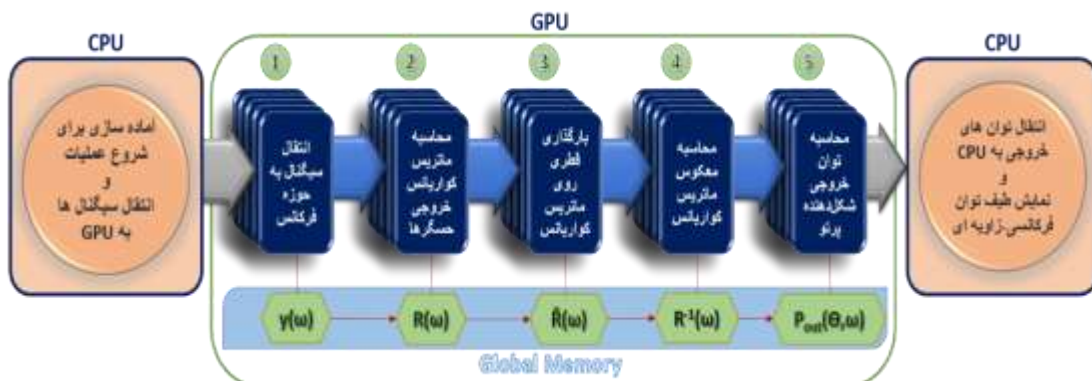 GPU
CPU
آماده سازی برای
شروع عملیات
و
انتقال سیگنال ها
به GPU
1
انتقال
سیگنال به
حوزه
فرکانس
2
محاسبه
ماتریس
کواریانس
خروجی
حسگرها
3
بارگذاری
قطری
روی
ماتریس
کواریانس
4
محاسبه
معکوس
ماتریس
کواریانس
5
محاسبه
توان
خروجی
شکل‌دهنده
پرتو
CPU
انتقال توان های
خروجی به CPU
و
نمایش طیف توان
فرکانسی-زاویه ای
y(ω)
R(ω)
R̂(ω)
R⁻¹(ω)
Pout(Θ,ω)
Global Memory